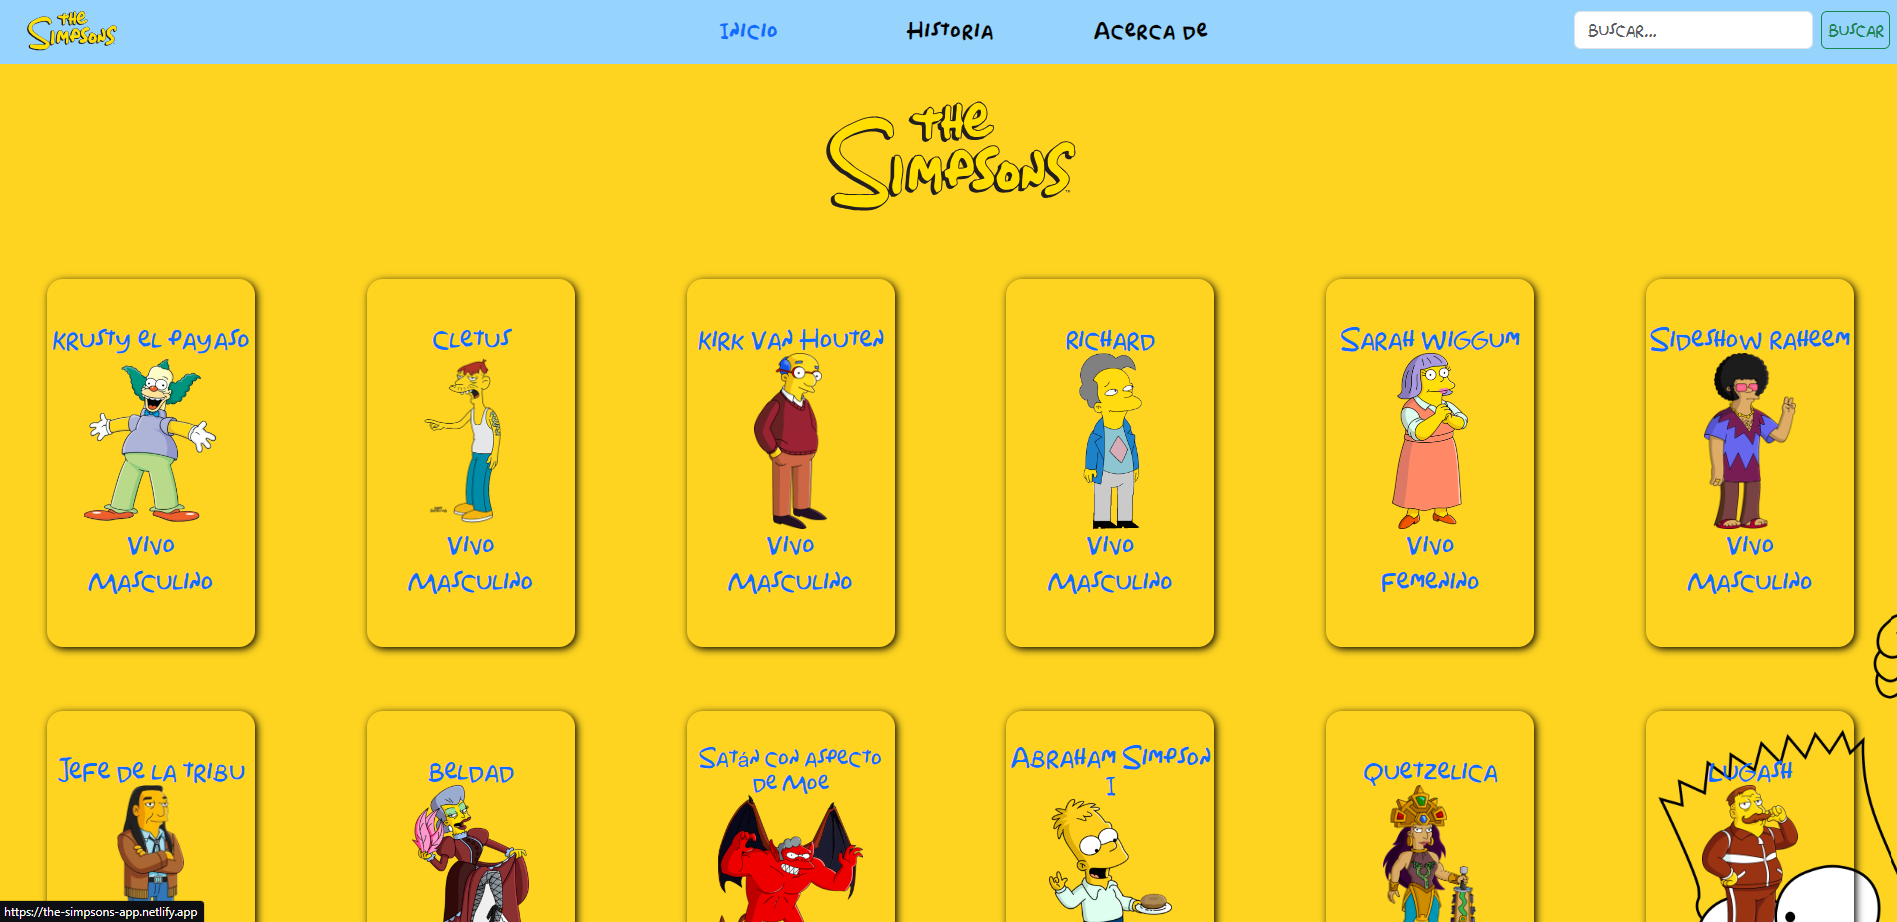 The Simpsons
Inicio Historia Acerca de
Buscar...
Buscar
The Simpsons™
Krusty el payaso
Vivo
Masculino
Cletus
Vivo
Masculino
Kirk Van Houten
Vivo
Masculino
Richard
Vivo
Masculino
Sarah Wiggum
Vivo
Femenino
Sideshow Raheem
Vivo
Masculino
Jefe de la tribu
Beldad
Satán con aspecto
de Moe
Abraham Simpson
I
Quetzelica
Lugash
https://the-simpsons-app.netlify.app